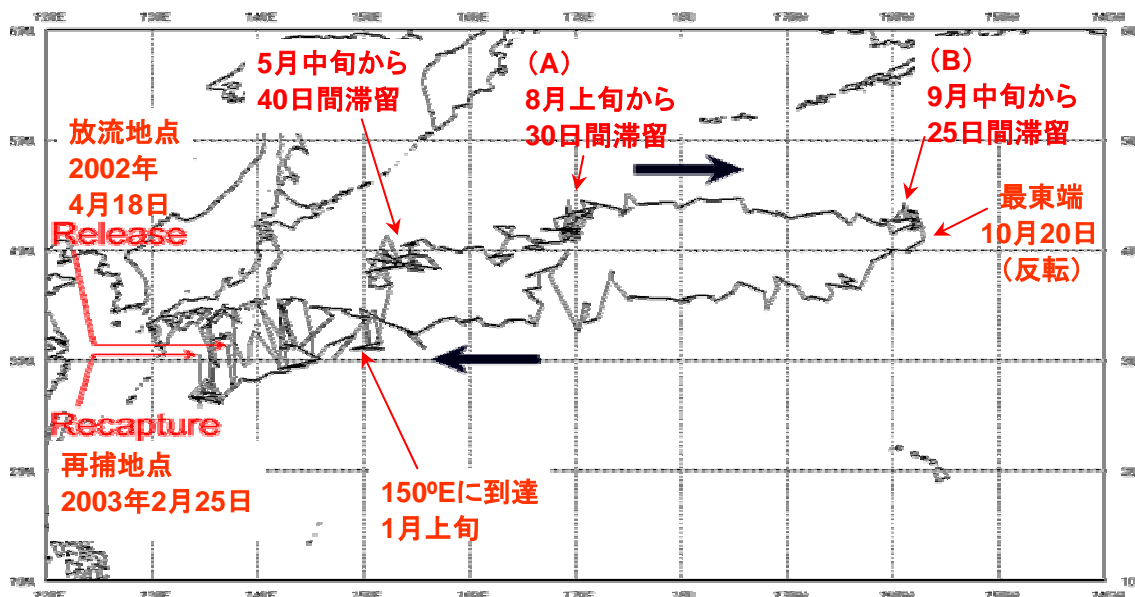 5月中旬から
40日間滞留
(A)
8月上旬から
30日間滞留
(B)
9月中旬から
25日間滞留
放流地点
2002年
4月18日
Release
最東端
10月20日
(反転)
Recapture
再捕地点
2003年2月25日
150ºEに到達
1月上旬